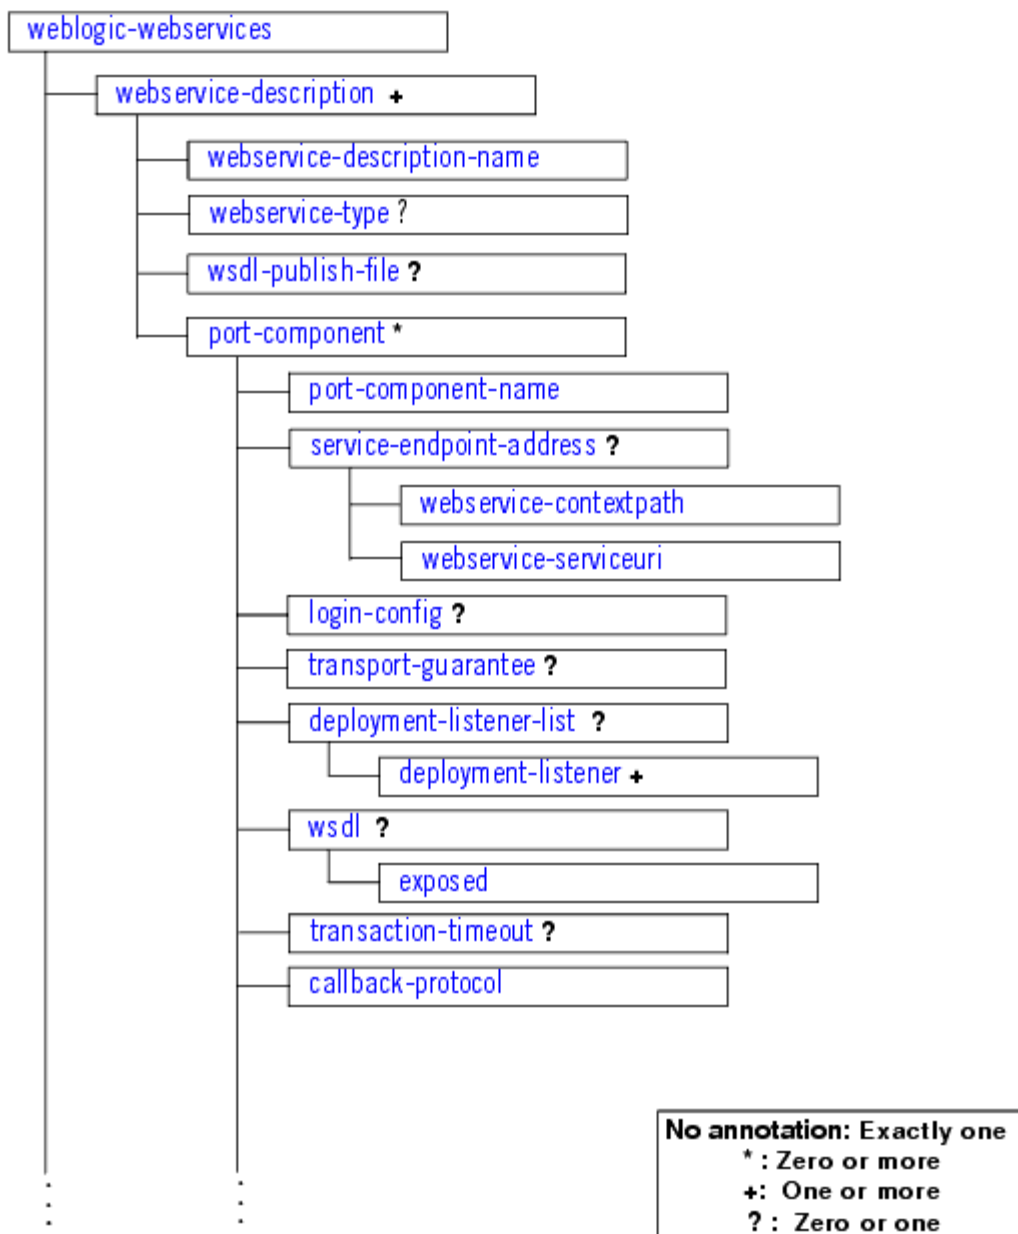 weblogic-webservices
webservice-description +
webservice-description-name
webservice-type ?
wsdl-publish-file ?
port-component *
port-component-name
service-endpoint-address ?
webservice-contextpath
webservice-serviceuri
login-config ?
transport-guarantee ?
deployment-listener-list ?
deployment-listener +
wsdl ?
exposed
transaction-timeout ?
callback-protocol
No annotation: Exactly one
* : Zero or more
+: One or more
? : Zero or one